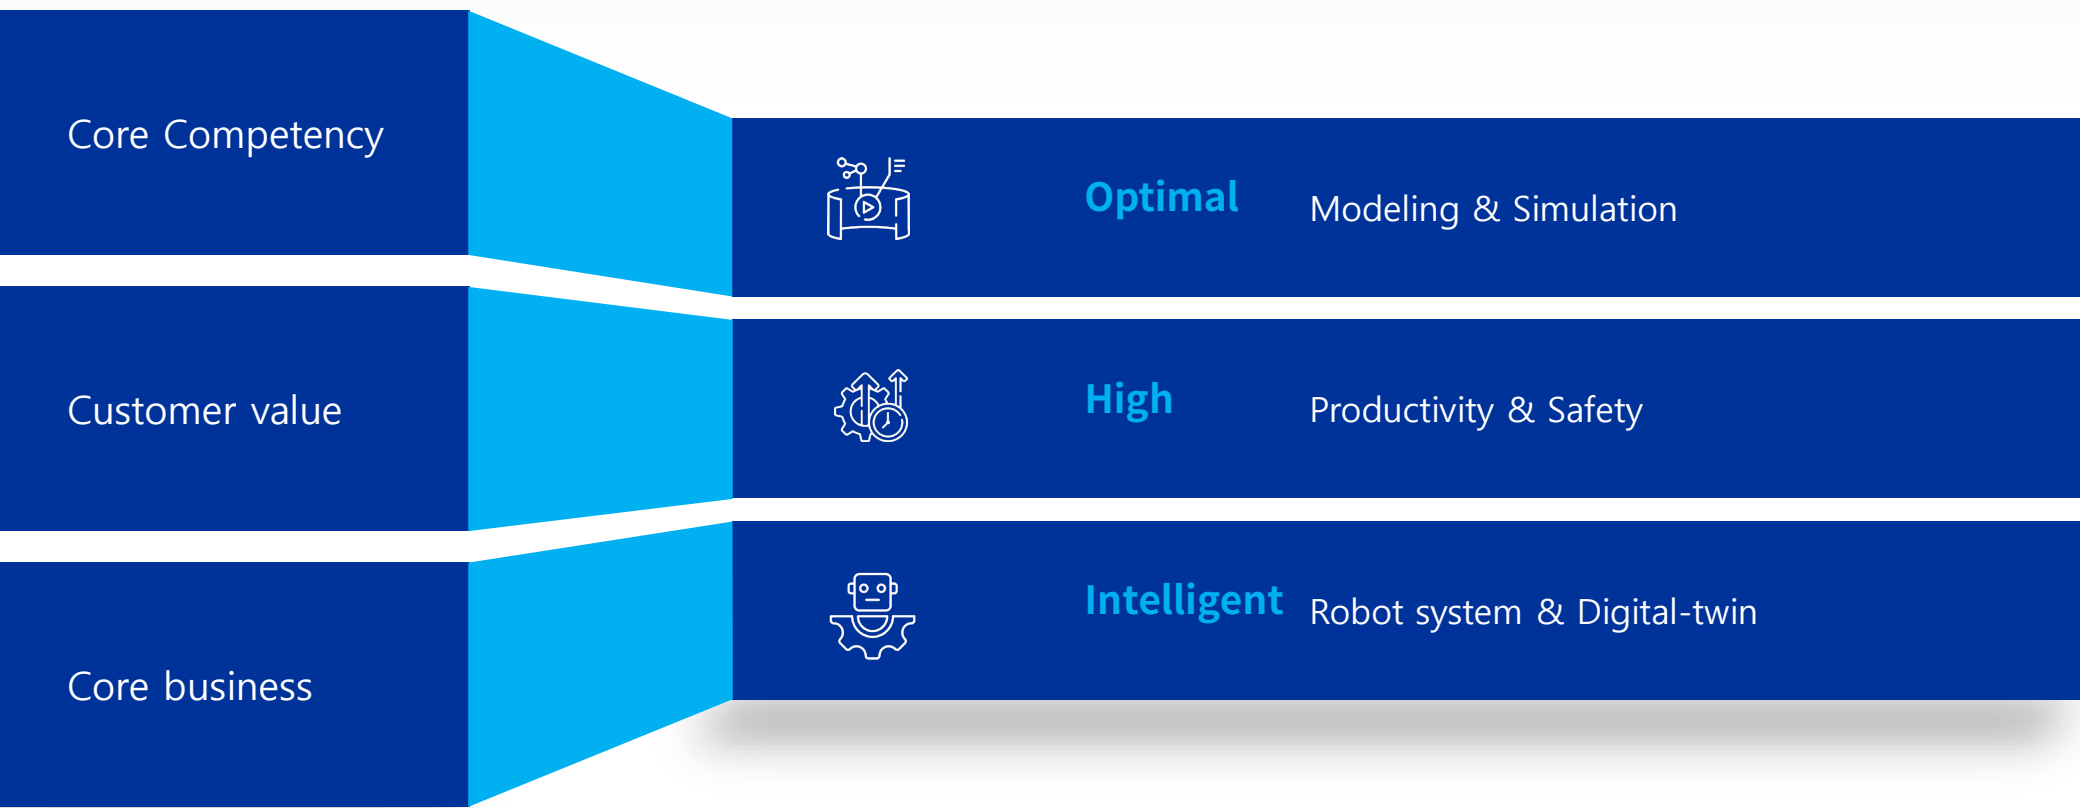 Core Competency
Optimal Modeling & Simulation
Customer value
High Productivity & Safety
Core business
Intelligent Robot system & Digital-twin